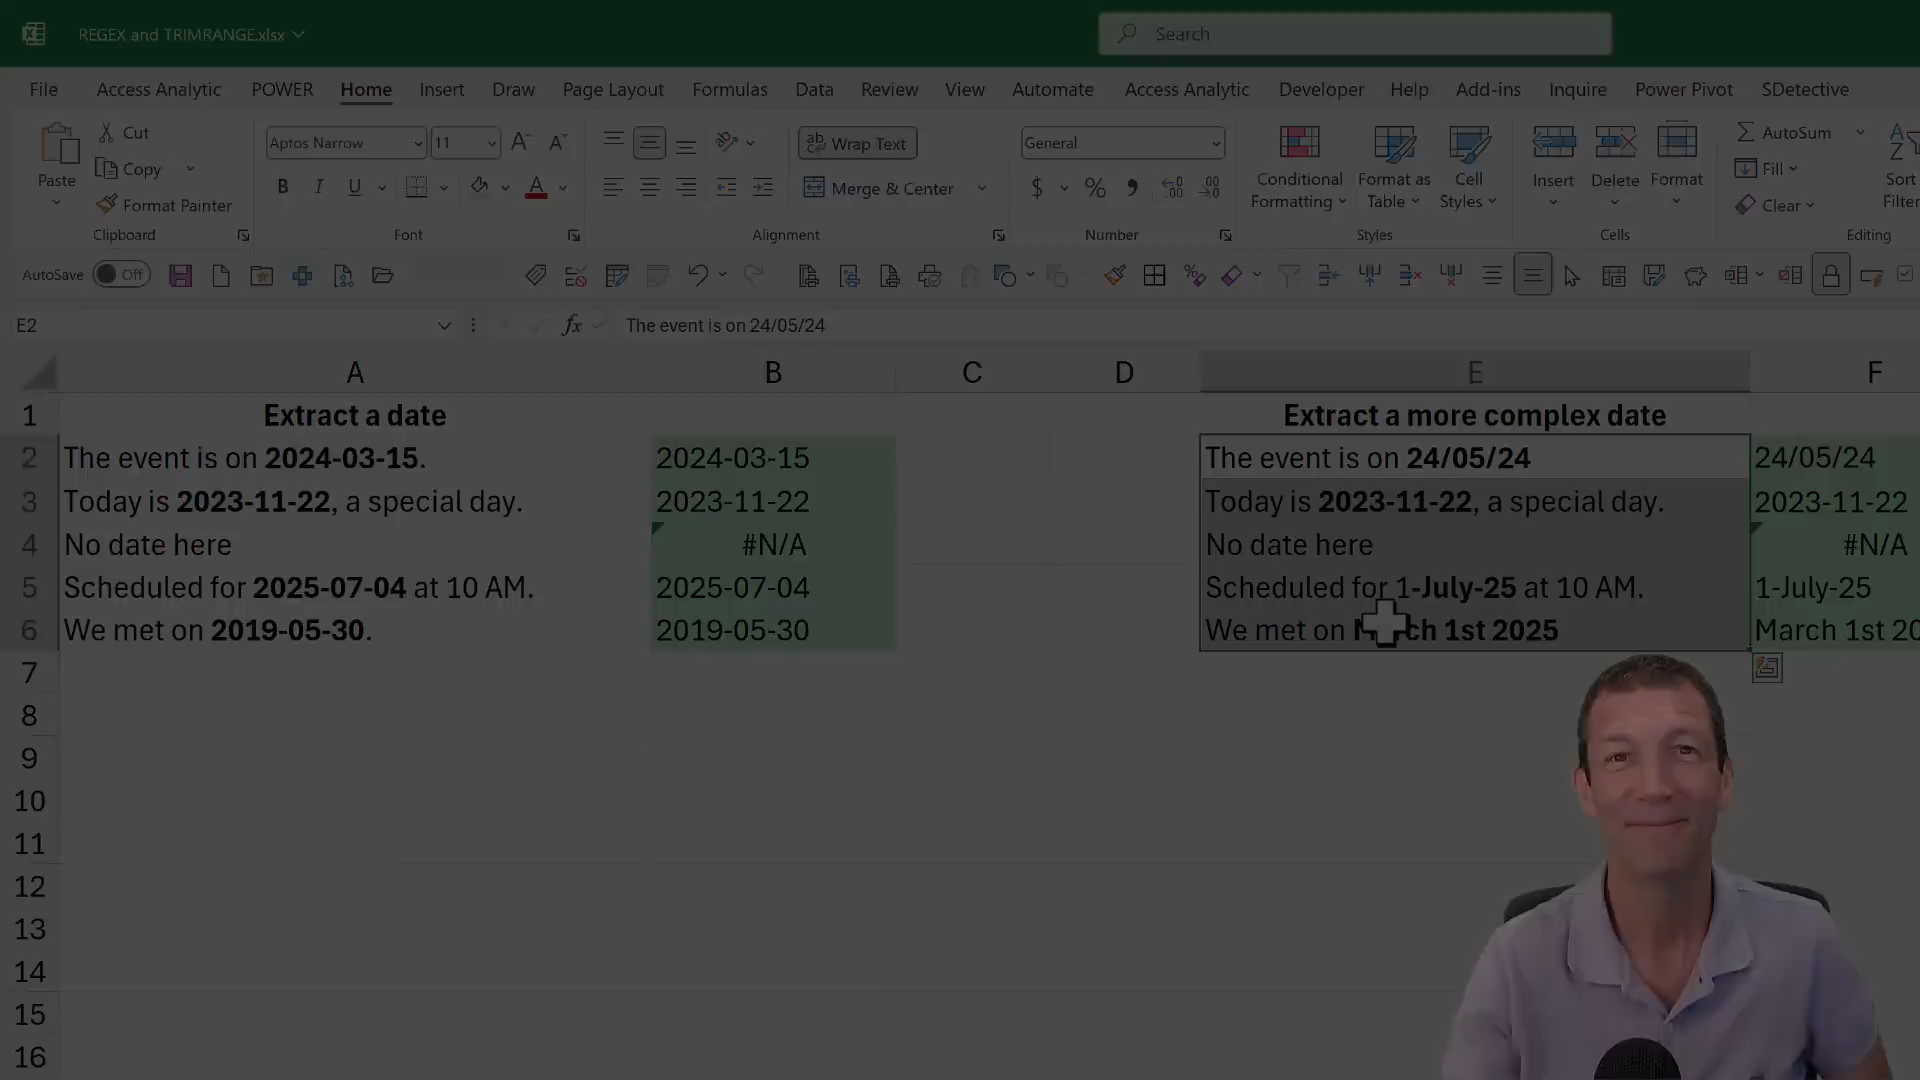 REGEX and TRIMRANGE.xlsx
Search
File Access Analytic POWER Home Insert Draw Page Layout Formulas Data Review View Automate Access Analytic Developer Help Add-ins Inquire Power Pivot SDetective
Paste
Cut
Copy
Format Painter
Clipboard
Aptos Narrow 11
B I U A
Font
Wrap Text
Merge & Center
Alignment
General
$ %
Number
Conditional Formatting
Format as Table
Cell Styles
Styles
Insert Delete Format
Cells
AutoSum
Fill
Clear
Sort
Filter
Editing
AutoSave Off
E2 fx The event is on 24/05/24
A B C D E F
1 Extract a date Extract a more complex date
2 The event is on 2024-03-15. 2024-03-15 The event is on 24/05/24 24/05/24
3 Today is 2023-11-22, a special day. 2023-11-22 Today is 2023-11-22, a special day. 2023-11-22
4 No date here #N/A No date here #N/A
5 Scheduled for 2025-07-04 at 10 AM. 2025-07-04 Scheduled for 1-July-25 at 10 AM. 1-July-25
6 We met on 2019-05-30. 2019-05-30 We met on March 1st 2025 March 1st 20
7
8
9
10
11
12
13
14
15
16